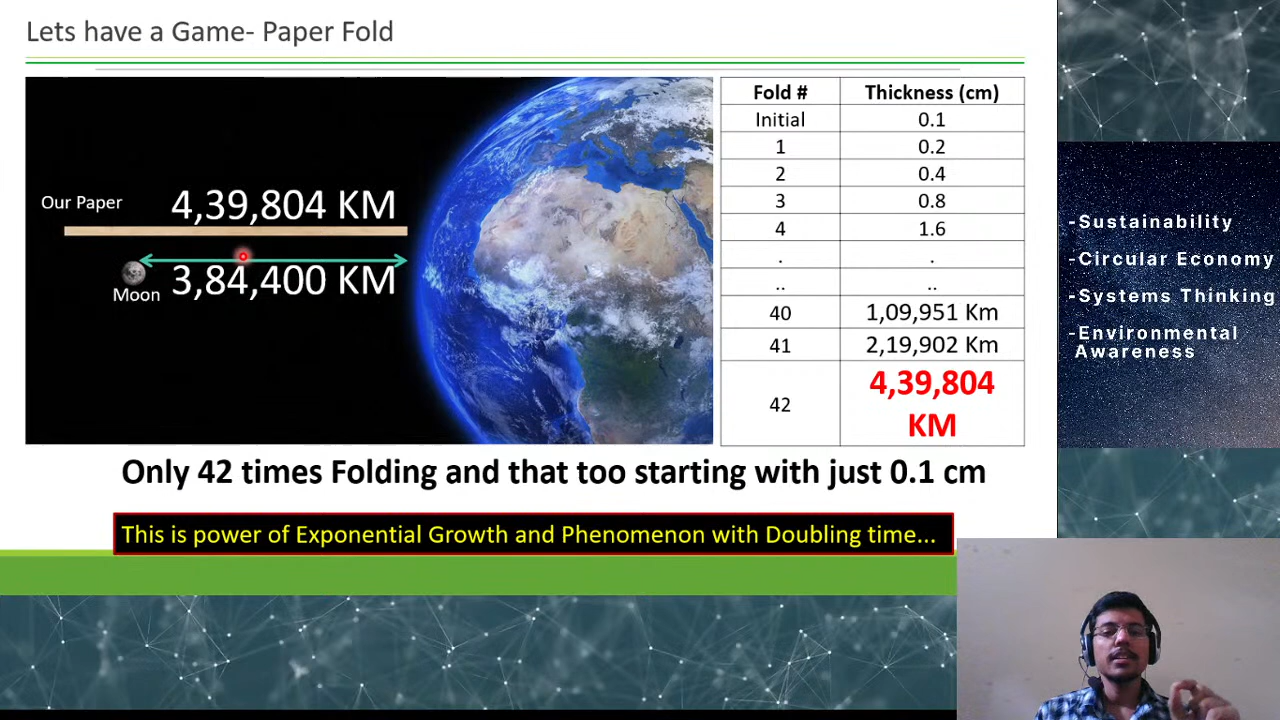 Lets have a Game- Paper Fold
Our Paper
4,39,804 KM
3,84,400 KM
Moon
Fold # Thickness (cm)
Initial 0.1
1 0.2
2 0.4
3 0.8
4 1.6
. .
.. ..
40 1,09,951 Km
41 2,19,902 Km
42 4,39,804
KM
Only 42 times Folding and that too starting with just 0.1 cm
This is power of Exponential Growth and Phenomenon with Doubling time...
-Sustainability
-Circular Economy
-Systems Thinking
-Environmental
Awareness